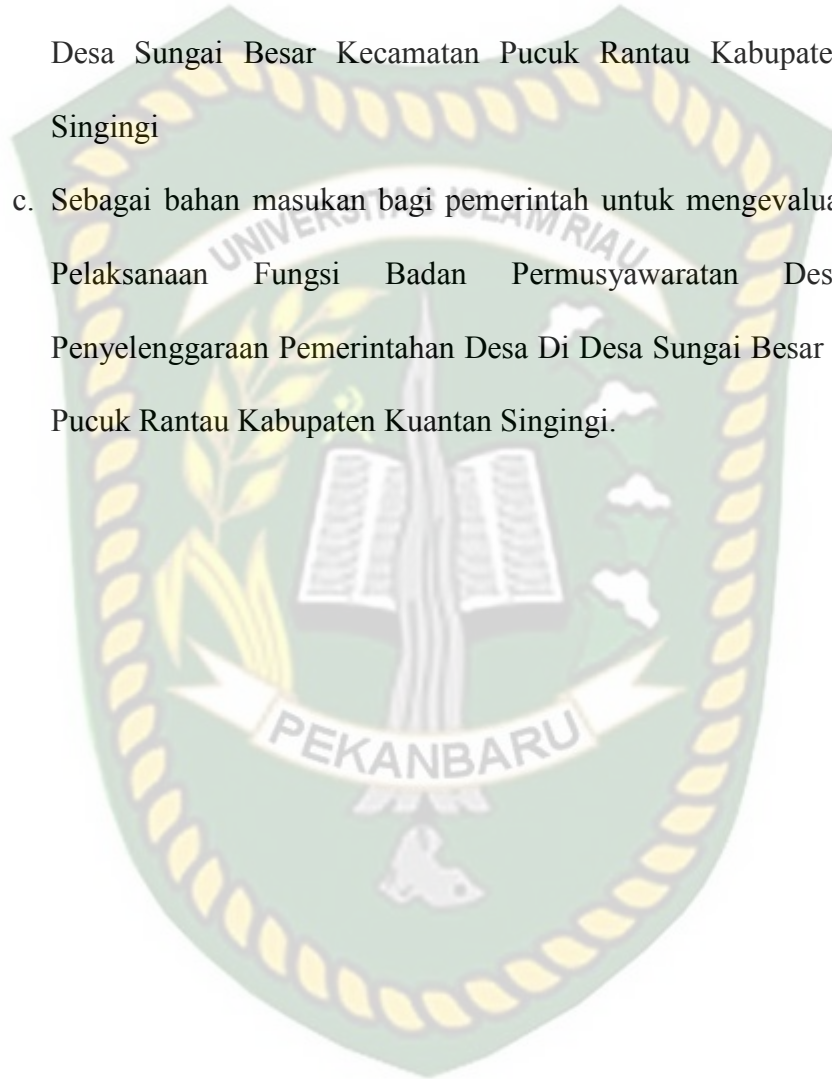 Desa Sungai Besar Kecamatan Pucuk Rantau Kabupate
Singingi
c. Sebagai bahan masukan bagi pemerintah untuk mengevalua
Pelaksanaan Fungsi Badan Permusyawaratan Des
Penyelenggaraan Pemerintahan Desa Di Desa Sungai Besar
Pucuk Rantau Kabupaten Kuantan Singingi.
UNIVERSITAS ISLAM RIAU
PEKANBARU